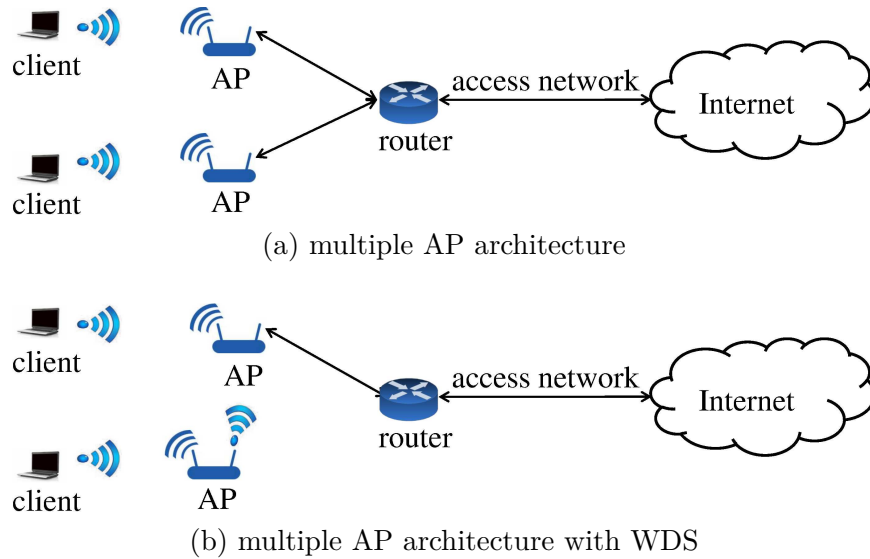 client
AP
access network
Internet
router
client
AP
(a) multiple AP architecture
client
AP
access network
Internet
router
client
AP
(b) multiple AP architecture with WDS